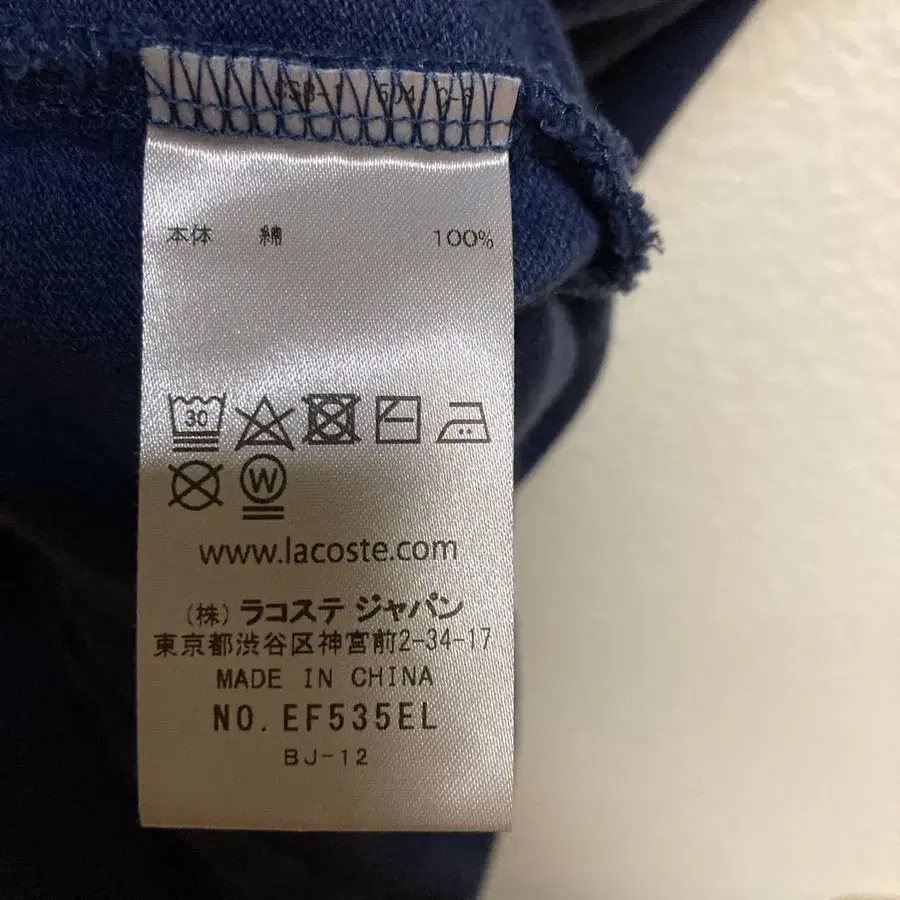 本体 綿 100%
30
W
www.lacoste.com
(株) ラコステ ジャパン
東京都渋谷区神宮前2-34-17
MADE IN CHINA
NO. EF535EL
BJ-12